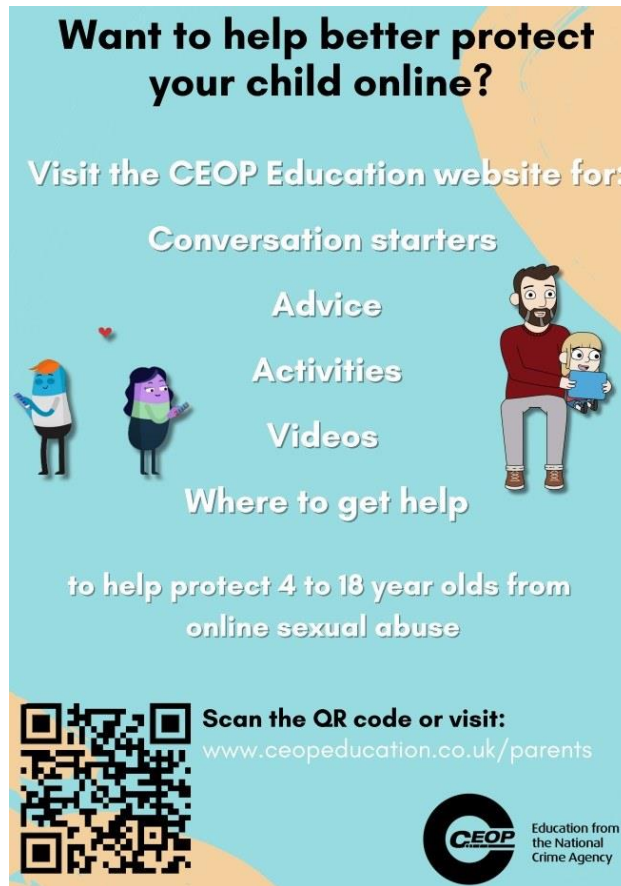 Want to help better protect
your child online?
Visit the CEOP Education website for:
Conversation starters
Advice
Activities
Videos
Where to get help
to help protect 4 to 18 year olds from
online sexual abuse
Scan the QR code or visit:
www.ceopeducation.co.uk/parents
CEOP
Education from
the National
Crime Agency